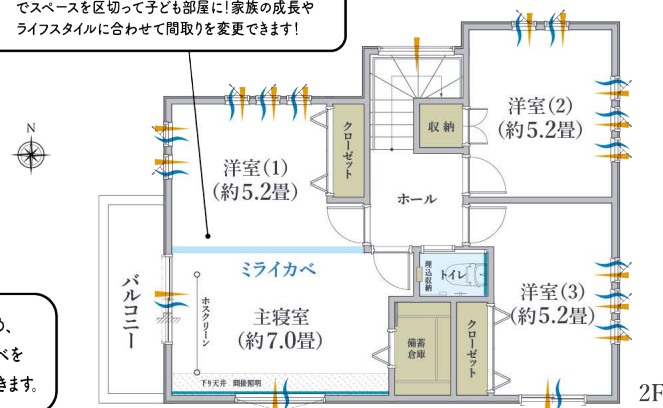 でスペースを区切って子ども部屋に!家族の成長や
ライフスタイルに合わせて間取りを変更できます!
N
洋室(1)
(約5.2畳)
クローゼット
収納
洋室(2)
(約5.2畳)
ホール
ミライカベ
埋込収納
トイレ
バルコニー
ホスクリーン
主寝室
(約7.0畳)
備蓄倉庫
クローゼット
洋室(3)
(約5.2畳)
下り天井 間接照明
め、
べを
きます。
2F